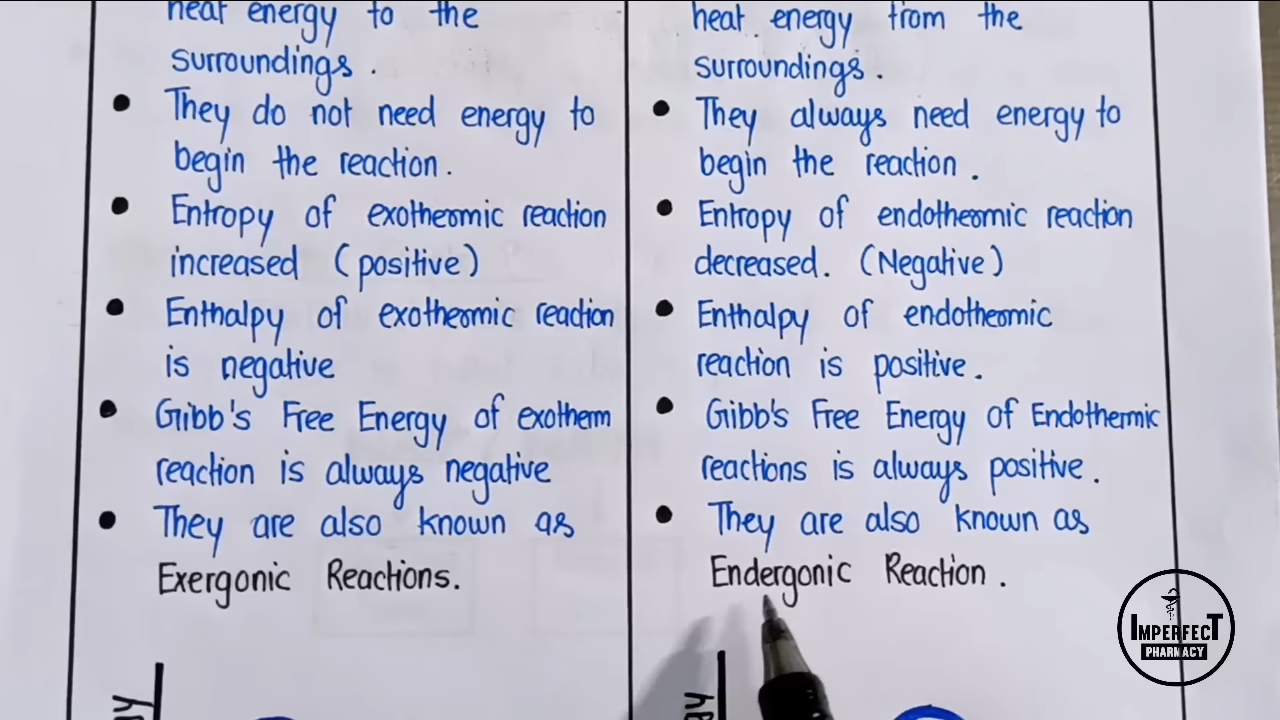 heat energy to the
surroundings.
• They do not need energy to
begin the reaction.
• Entropy of exothermic reaction
increased (positive)
• Enthalpy of exothermic reaction
is negative
• Gibb's Free Energy of exotherm
reaction is always negative
• They are also known as
Exergonic Reactions.
heat energy from the
surroundings.
• They always need energy to
begin the reaction.
• Entropy of endothermic reaction
decreased. (Negative)
• Enthalpy of endothermic
reaction is positive.
• Gibb's Free Energy of Endothermic
reactions is always positive.
• They are also known as
Endergonic Reaction.
IMPERFECT
PHARMACY